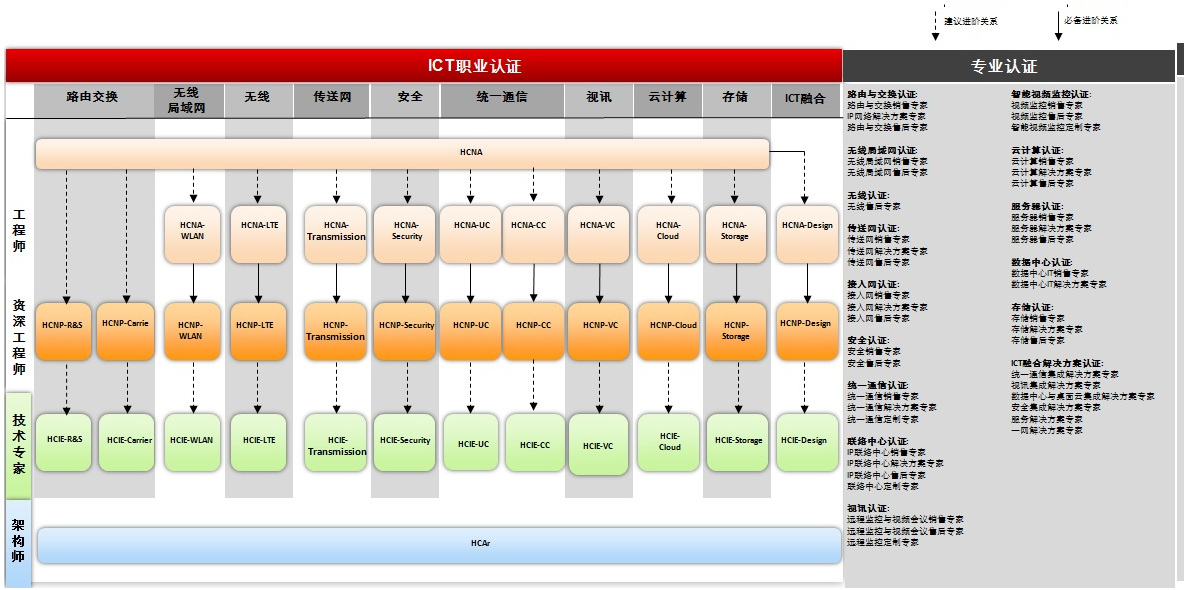 建议进阶关系
必备进阶关系
ICT职业认证
专业认证
路由交换
无线
局域网
无线
传送网
安全
统一通信
视讯
云计算
存储
ICT融合
HCNA
工程师
HCNA-
WLAN
HCNA-LTE
HCNA-
Transmission
HCNA-
Security
HCNA-UC
HCNA-CC
HCNA-VC
HCNA-
Cloud
HCNA-
Storage
HCNA-Design
资深工程师
HCNP-R&S
HCNP-Carrie
HCNP-
WLAN
HCNP-LTE
HCNP-
Transmission
HCNP-Security
HCNP-UC
HCNP-CC
HCNP-VC
HCNP-Cloud
HCNP-
Storage
HCNP-Design
技术专家
HCIE-R&S
HCIE-Carrier
HCIE-WLAN
HCIE-LTE
HCIE-
Transmission
HCIE-Security
HCIE-UC
HCIE-CC
HCIE-VC
HCIE-
Cloud
HCIE-Storage
HCIE-Design
架构师
HCAr
路由与交换认证:
路由与交换销售专家
IP网络解决方案专家
路由与交换售后专家
无线局域网认证:
无线局域网销售专家
无线局域网售后专家
无线认证:
无线售后专家
传送网认证:
传送网销售专家
传送网解决方案专家
传送网售后专家
接入网认证:
接入网销售专家
接入网解决方案专家
接入网售后专家
安全认证:
安全销售专家
安全售后专家
统一通信认证:
统一通信销售专家
统一通信解决方案专家
统一通信定制专家
联络中心认证:
IP联络中心销售专家
IP联络中心解决方案专家
IP联络中心售后专家
联络中心定制专家
视讯认证:
远程监控与视频会议销售专家
远程监控与视频会议售后专家
远程监控定制专家
智能视频监控认证:
视频监控销售专家
视频监控售后专家
智能视频监控定制专家
云计算认证:
云计算销售专家
云计算解决方案专家
云计算售后专家
服务器认证:
服务器销售专家
服务器解决方案专家
服务器售后专家
数据中心认证:
数据中心IT销售专家
数据中心IT解决方案专家
存储认证:
存储销售专家
存储解决方案专家
存储售后专家
ICT融合解决方案认证:
统一通信集成解决方案专家
视讯集成解决方案专家
数据中心与桌面云集成解决方案专家
安全集成解决方案专家
服务解决方案专家
一网解决方案专家